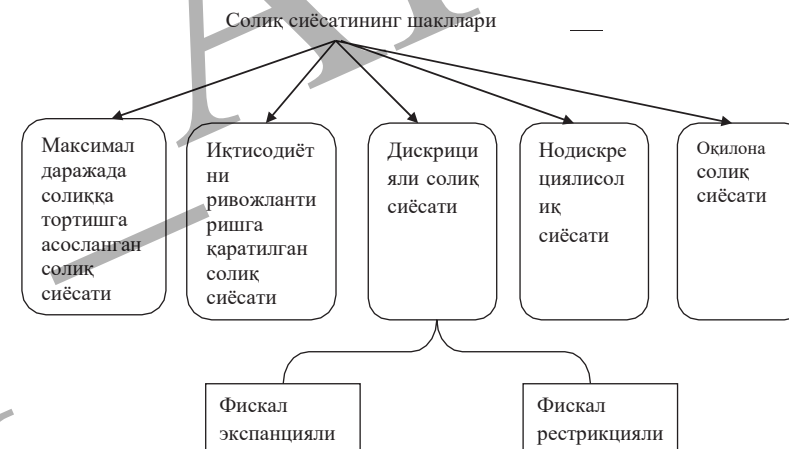 Солиқ сиёсатининг шакллари
Максимал
даражада
солиққа
тортишга
асосланган
солиқ
сиёсати
Иқтисодиёт
ни
ривожланти
ришга
қаратилган
солиқ
сиёсати
Дискрици
яли солиқ
сиёсати
Нодискре
циялисол
иқ
сиёсати
Оқилона
солиқ
сиёсати
Фискал
экспанцияли
Фискал
рестрикцияли